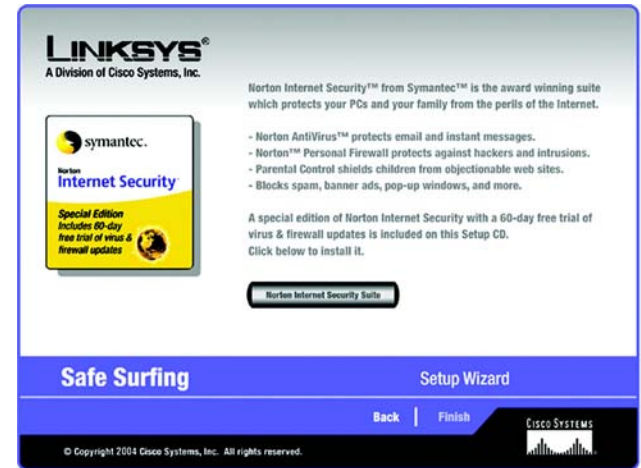 LINKSYS®
A Division of Cisco Systems, Inc.
symantec.
Norton
Internet Security™
Special Edition
Includes 60-day
free trial of virus &
firewall updates
Norton Internet Security™ from Symantec™ is the award winning suite
which protects your PCs and your family from the perils of the Internet.
- Norton AntiVirus™ protects email and instant messages.
- Norton™ Personal Firewall protects against hackers and intrusions.
- Parental Control shields children from objectionable web sites.
- Blocks spam, banner ads, pop-up windows, and more.
A special edition of Norton Internet Security with a 60-day free trial of
virus & firewall updates is included on this Setup CD.
Click below to install it.
Norton Internet Security Suite
Safe Surfing
Setup Wizard
Back
Finish
CISCO SYSTEMS
© Copyright 2004 Cisco Systems, Inc. All rights reserved.